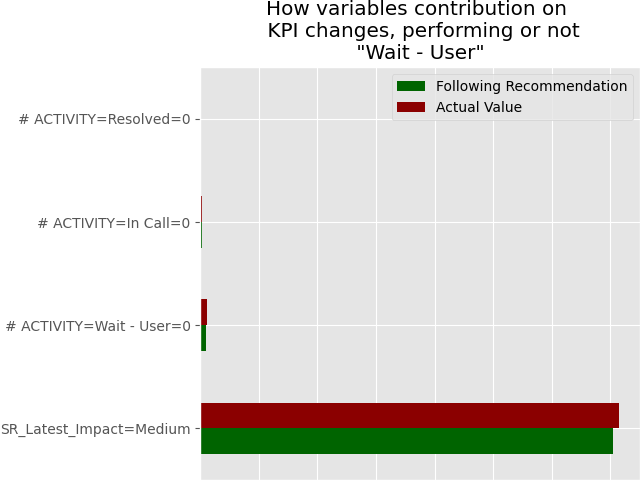 How variables contribution on
KPI changes, performing or not
"Wait - User"
Following Recommendation
Actual Value
# ACTIVITY=Resolved=0
# ACTIVITY=In Call=0
# ACTIVITY=Wait - User=0
SR_Latest_Impact=Medium